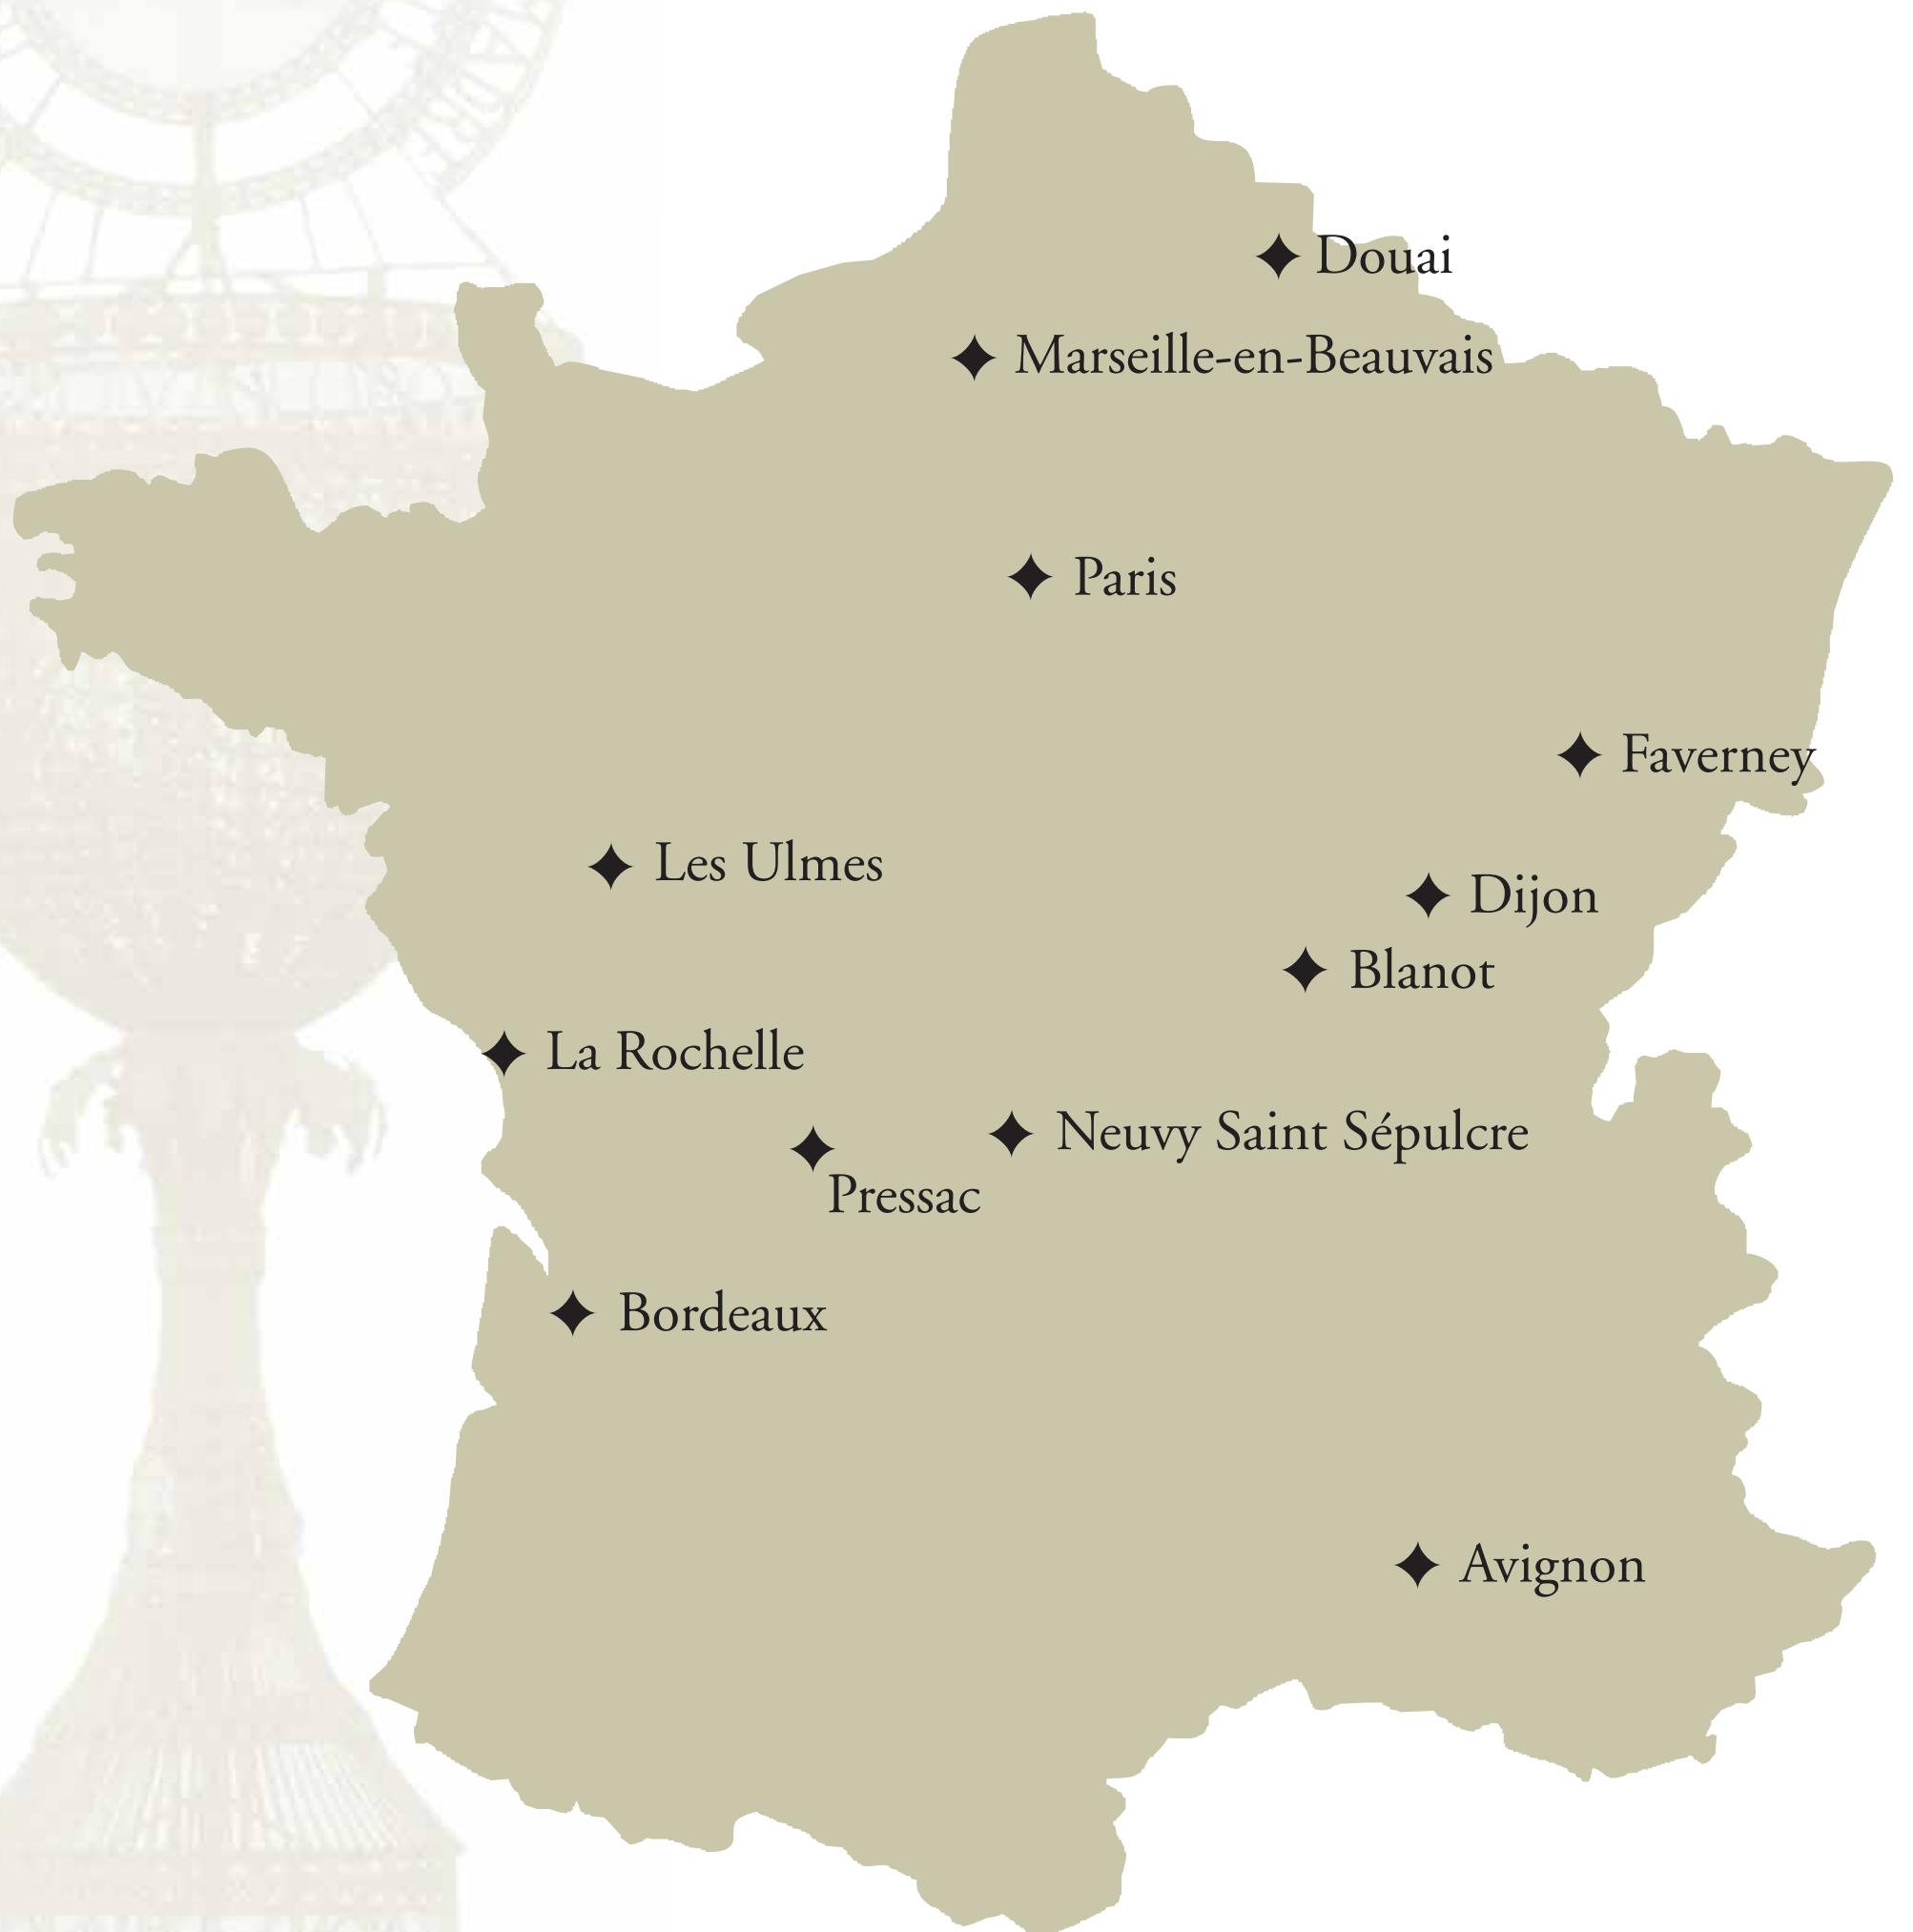 Douai
Marseille-en-Beauvais
Paris
Faverney
Les Ulmes
Dijon
Blanot
La Rochelle
Neuvy Saint Sépulcre
Pressac
Bordeaux
Avignon